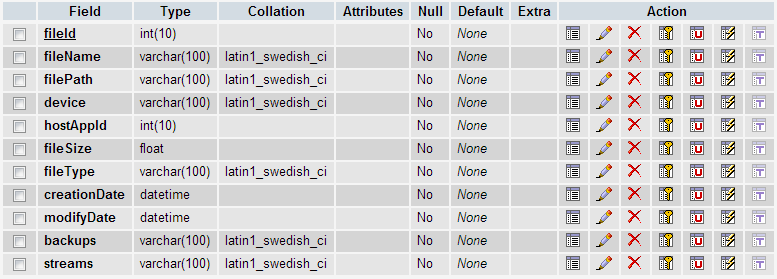 Field Type Collation Attributes Null Default Extra Action
fileId int(10) No None
fileName varchar(100) latin1_swedish_ci No None
filePath varchar(100) latin1_swedish_ci No None
device varchar(100) latin1_swedish_ci No None
hostAppId int(10) No None
fileSize float No None
fileType varchar(100) latin1_swedish_ci No None
creationDate datetime No None
modifyDate datetime No None
backups varchar(100) latin1_swedish_ci No None
streams varchar(100) latin1_swedish_ci No None